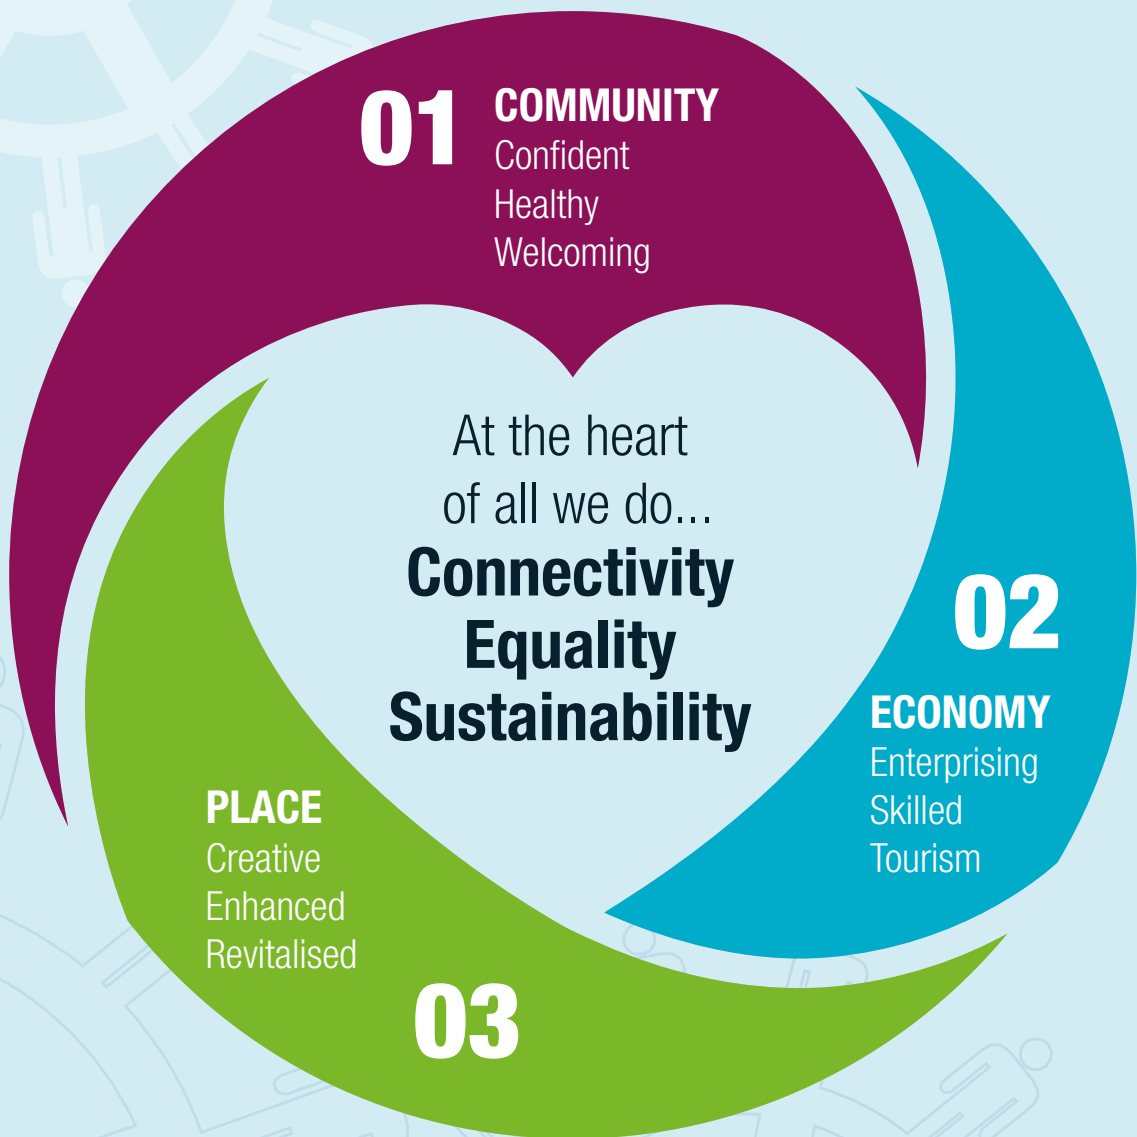 01
COMMUNITY
Confident
Healthy
Welcoming
At the heart
of all we do...
Connectivity
Equality
Sustainability
02
ECONOMY
Enterprising
Skilled
Tourism
PLACE
Creative
Enhanced
Revitalised
03